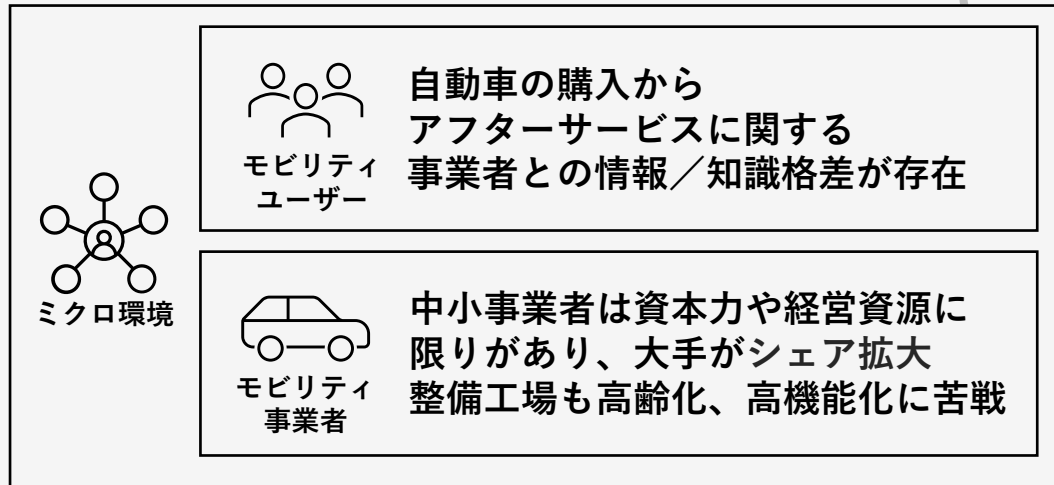 ミクロ環境
モビリティ
ユーザー
自動車の購入から
アフターサービスに関する
事業者との情報／知識格差が存在
モビリティ
事業者
中小事業者は資本力や経営資源に
限りがあり、大手がシェア拡大
整備工場も高齢化、高機能化に苦戦